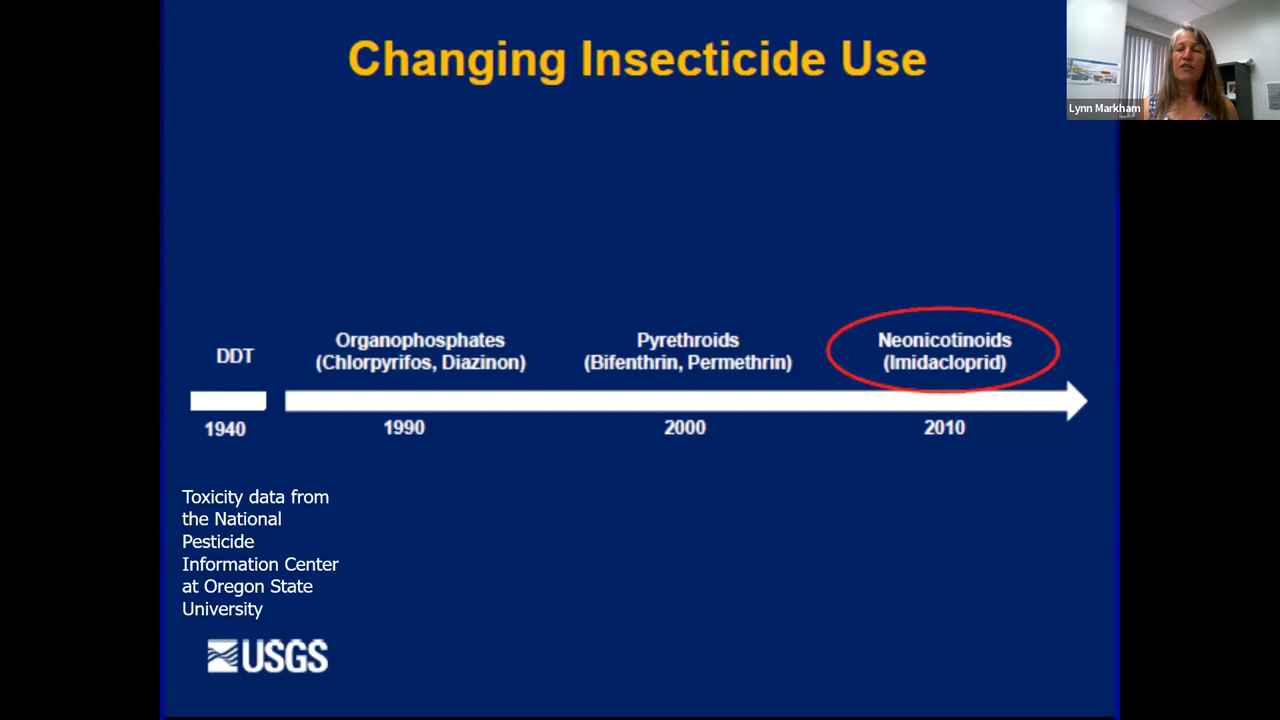 Changing Insecticide Use
Lynn Markham
DDT
Organophosphates
(Chlorpyrifos, Diazinon)
Pyrethroids
(Bifenthrin, Permethrin)
Neonicotinoids
(Imidacloprid)
1940
1990
2000
2010
Toxicity data from
the National
Pesticide
Information Center
at Oregon State
University
USGS